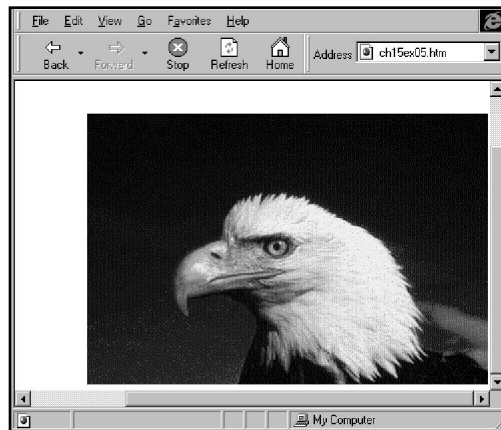 File Edit View Go Favorites Help
Back Forward Stop Refresh Home Address ch15ex05.htm
My Computer